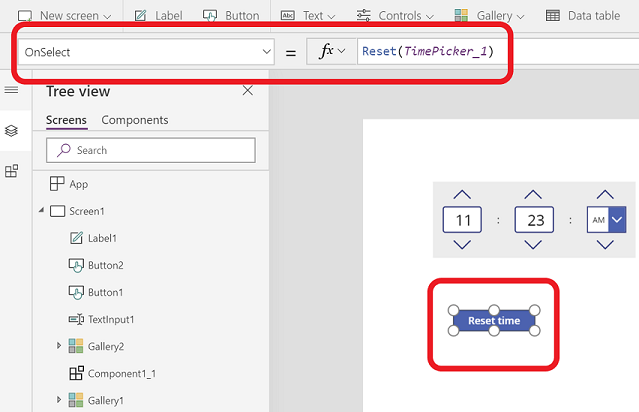 New screen Label Button Text Controls Gallery Data table
OnSelect = fx Reset(TimePicker_1)
Tree view
Screens Components
Search
App
Screen1
Label1
Button2
Button1
TextInput1
Gallery2
Component1_1
Gallery1
11 : 23 : AM
Reset time